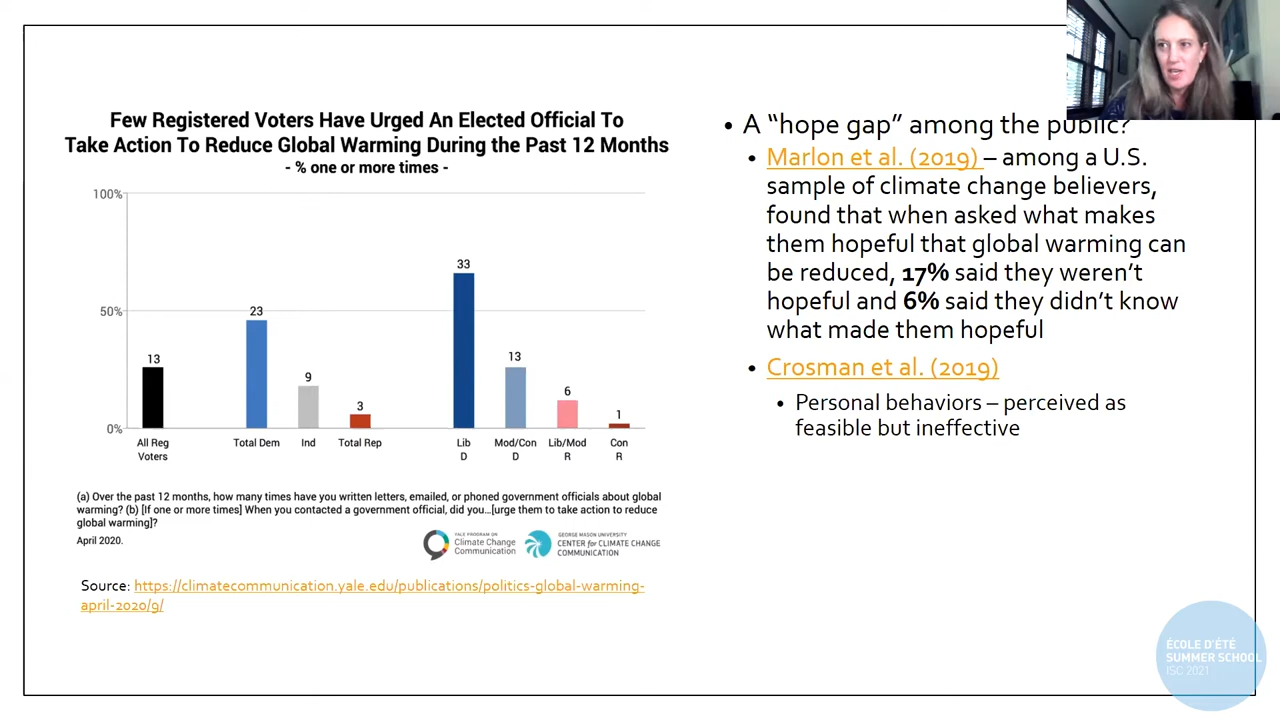 Few Registered Voters Have Urged An Elected Official To
Take Action To Reduce Global Warming During the Past 12 Months
- % one or more times -
100%
50%
0%
13
23
9
3
33
13
6
1
All Reg
Voters
Total Dem
Ind
Total Rep
Lib
D
Mod/Con
D
Lib/Mod
R
Con
R
(a) Over the past 12 months, how many times have you written letters, emailed, or phoned government officials about global
warming? (b) [If one or more times] When you contacted a government official, did you…[urge them to take action to reduce
global warming]?
April 2020.
YALE PROGRAM ON
Climate Change
Communication
GEORGE MASON UNIVERSITY
CENTER for CLIMATE CHANGE
COMMUNICATION
Source: https://climatecommunication.yale.edu/publications/politics-global-warming-
april-2020/9/
• A “hope gap” among the public?
• Marlon et al. (2019) – among a U.S.
sample of climate change believers,
found that when asked what makes
them hopeful that global warming can
be reduced, 17% said they weren’t
hopeful and 6% said they didn’t know
what made them hopeful
• Crosman et al. (2019)
• Personal behaviors – perceived as
feasible but ineffective
ÉCOLE D'ÉTÉ
SUMMER SCHOOL
ISC 2021